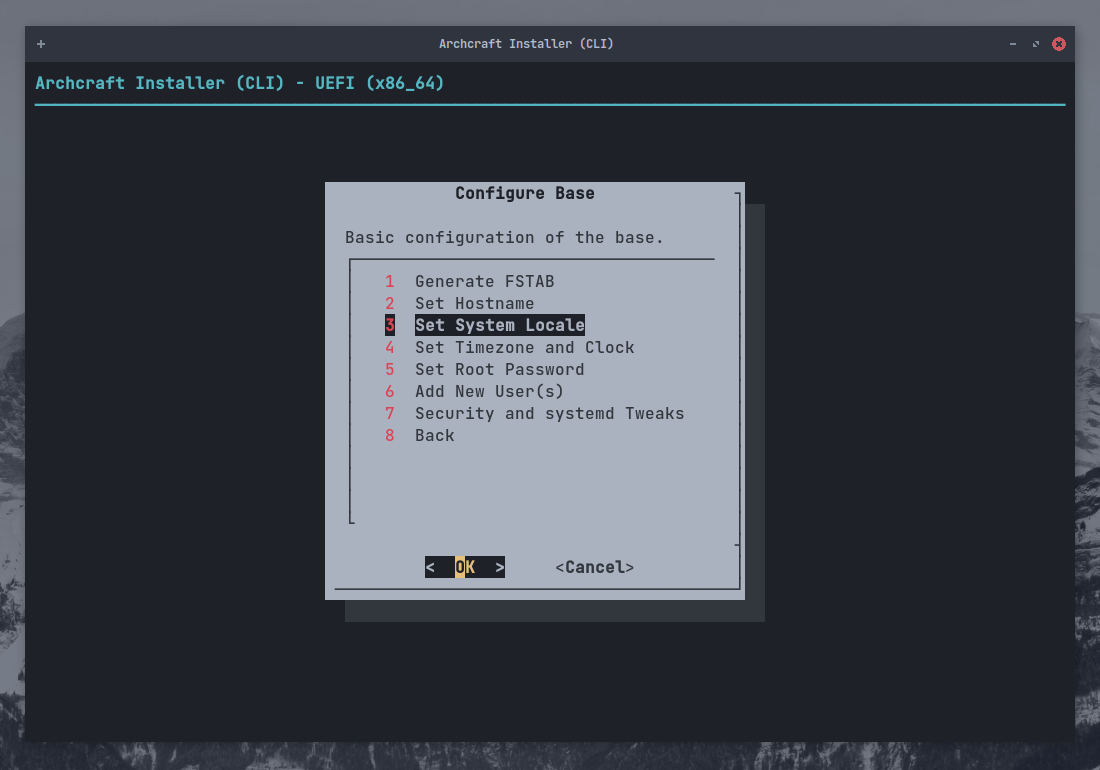 Archcraft Installer (CLI)
Archcraft Installer (CLI) - UEFI (x86_64)
Configure Base
Basic configuration of the base.
1 Generate FSTAB
2 Set Hostname
3 Set System Locale
4 Set Timezone and Clock
5 Set Root Password
6 Add New User(s)
7 Security and systemd Tweaks
8 Back
< OK > <Cancel>